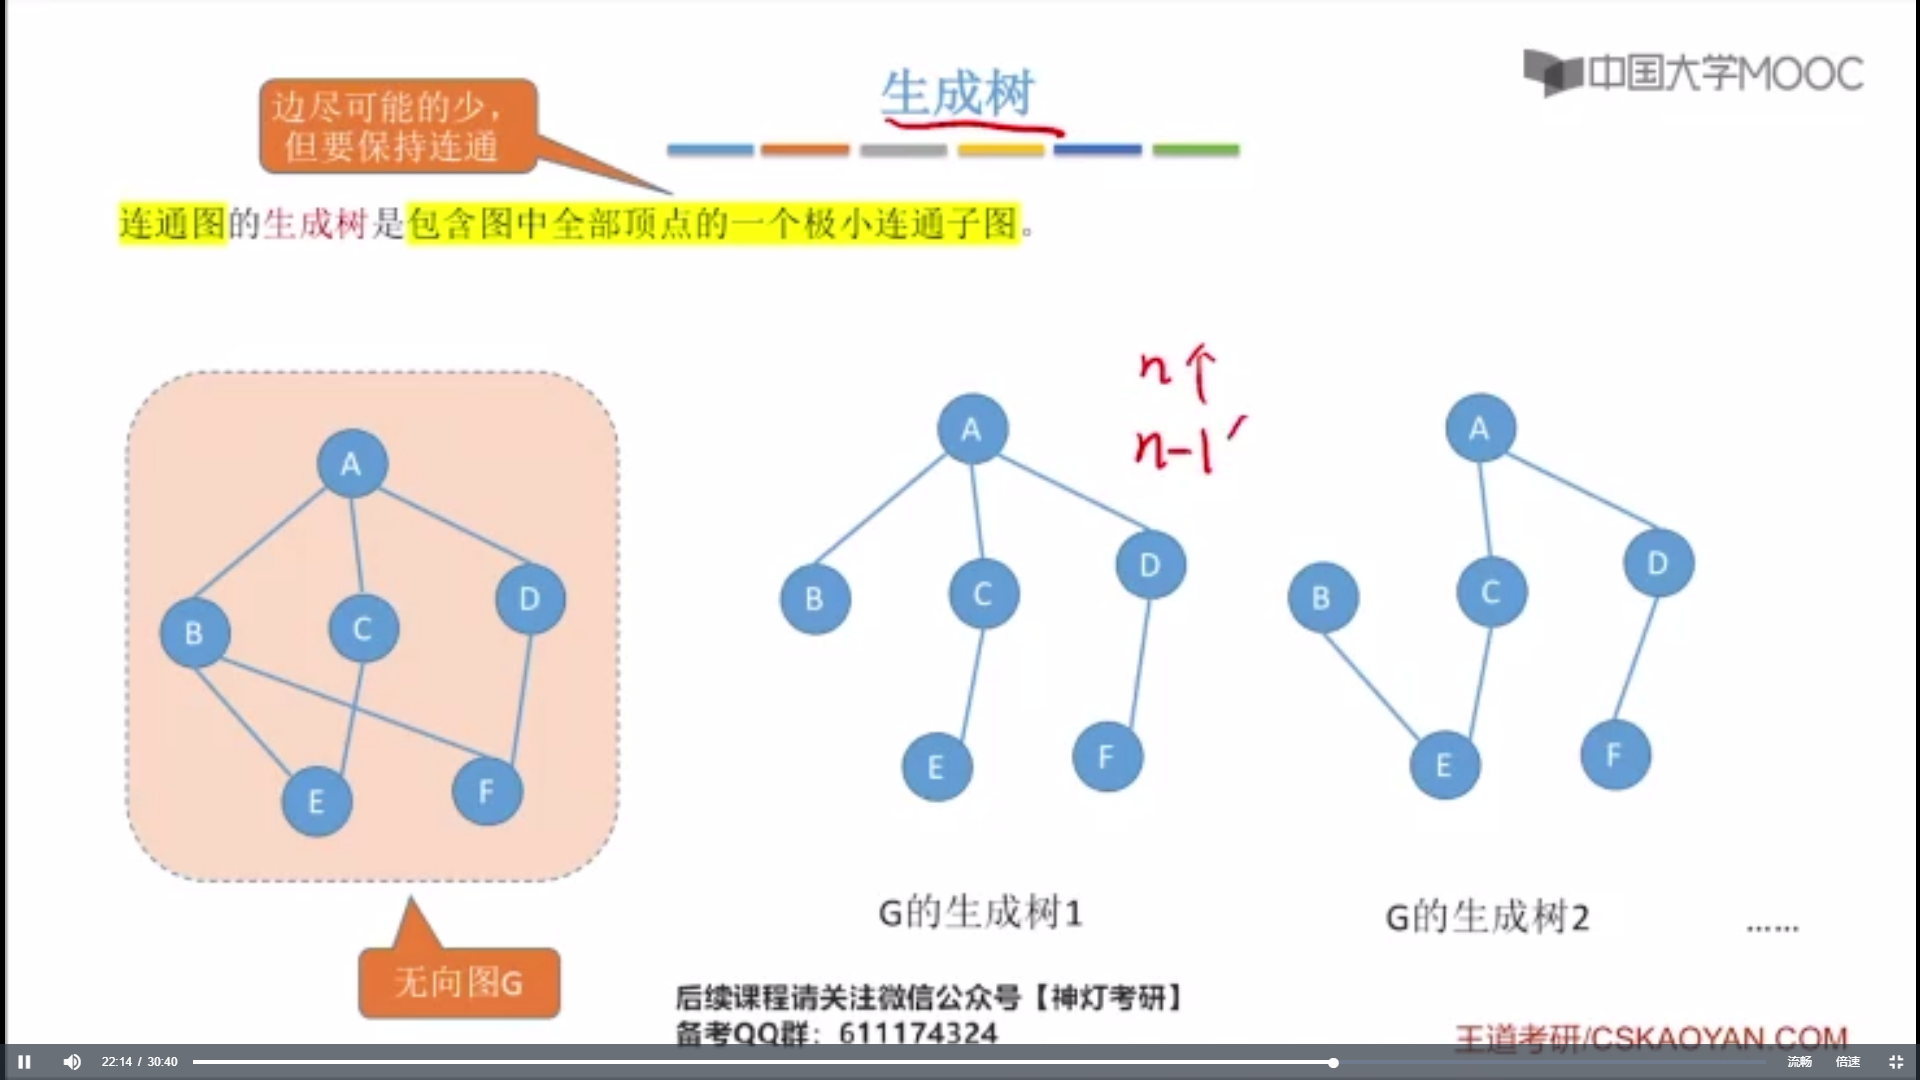 中国大学MOOC
生成树
边尽可能的少，
但要保持连通
连通图的生成树是包含图中全部顶点的一个极小连通子图。
n个
n-1
A
B
C
D
E
F
A
B
C
D
E
F
A
B
C
D
E
F
G的生成树1
G的生成树2
……
无向图G
后续课程请关注微信公众号【神灯考研】
备考QQ群：611174324
王道考研/CSKAOYAN.COM
22:14 / 30:40
流畅
倍速